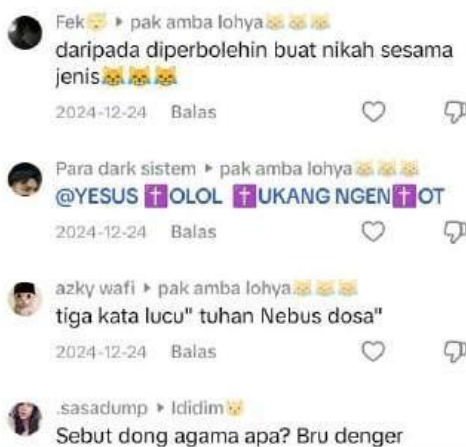 Fek😴 ▸ pak amba lohya😹😹😹
daripada diperbolehin buat nikah sesama
jenis😹😹😹
2024-12-24 Balas
Para dark sistem ▸ pak amba lohya😹😹😹
@YESUS ✝️OLOL ✝️UKANG NGEN✝️OT
2024-12-24 Balas
azky wafi ▸ pak amba lohya😹😹😹
tiga kata lucu" tuhan Nebus dosa"
2024-12-24 Balas
.sasadump ▸ Ididim😼
Sebut dong agama apa? Bru denger